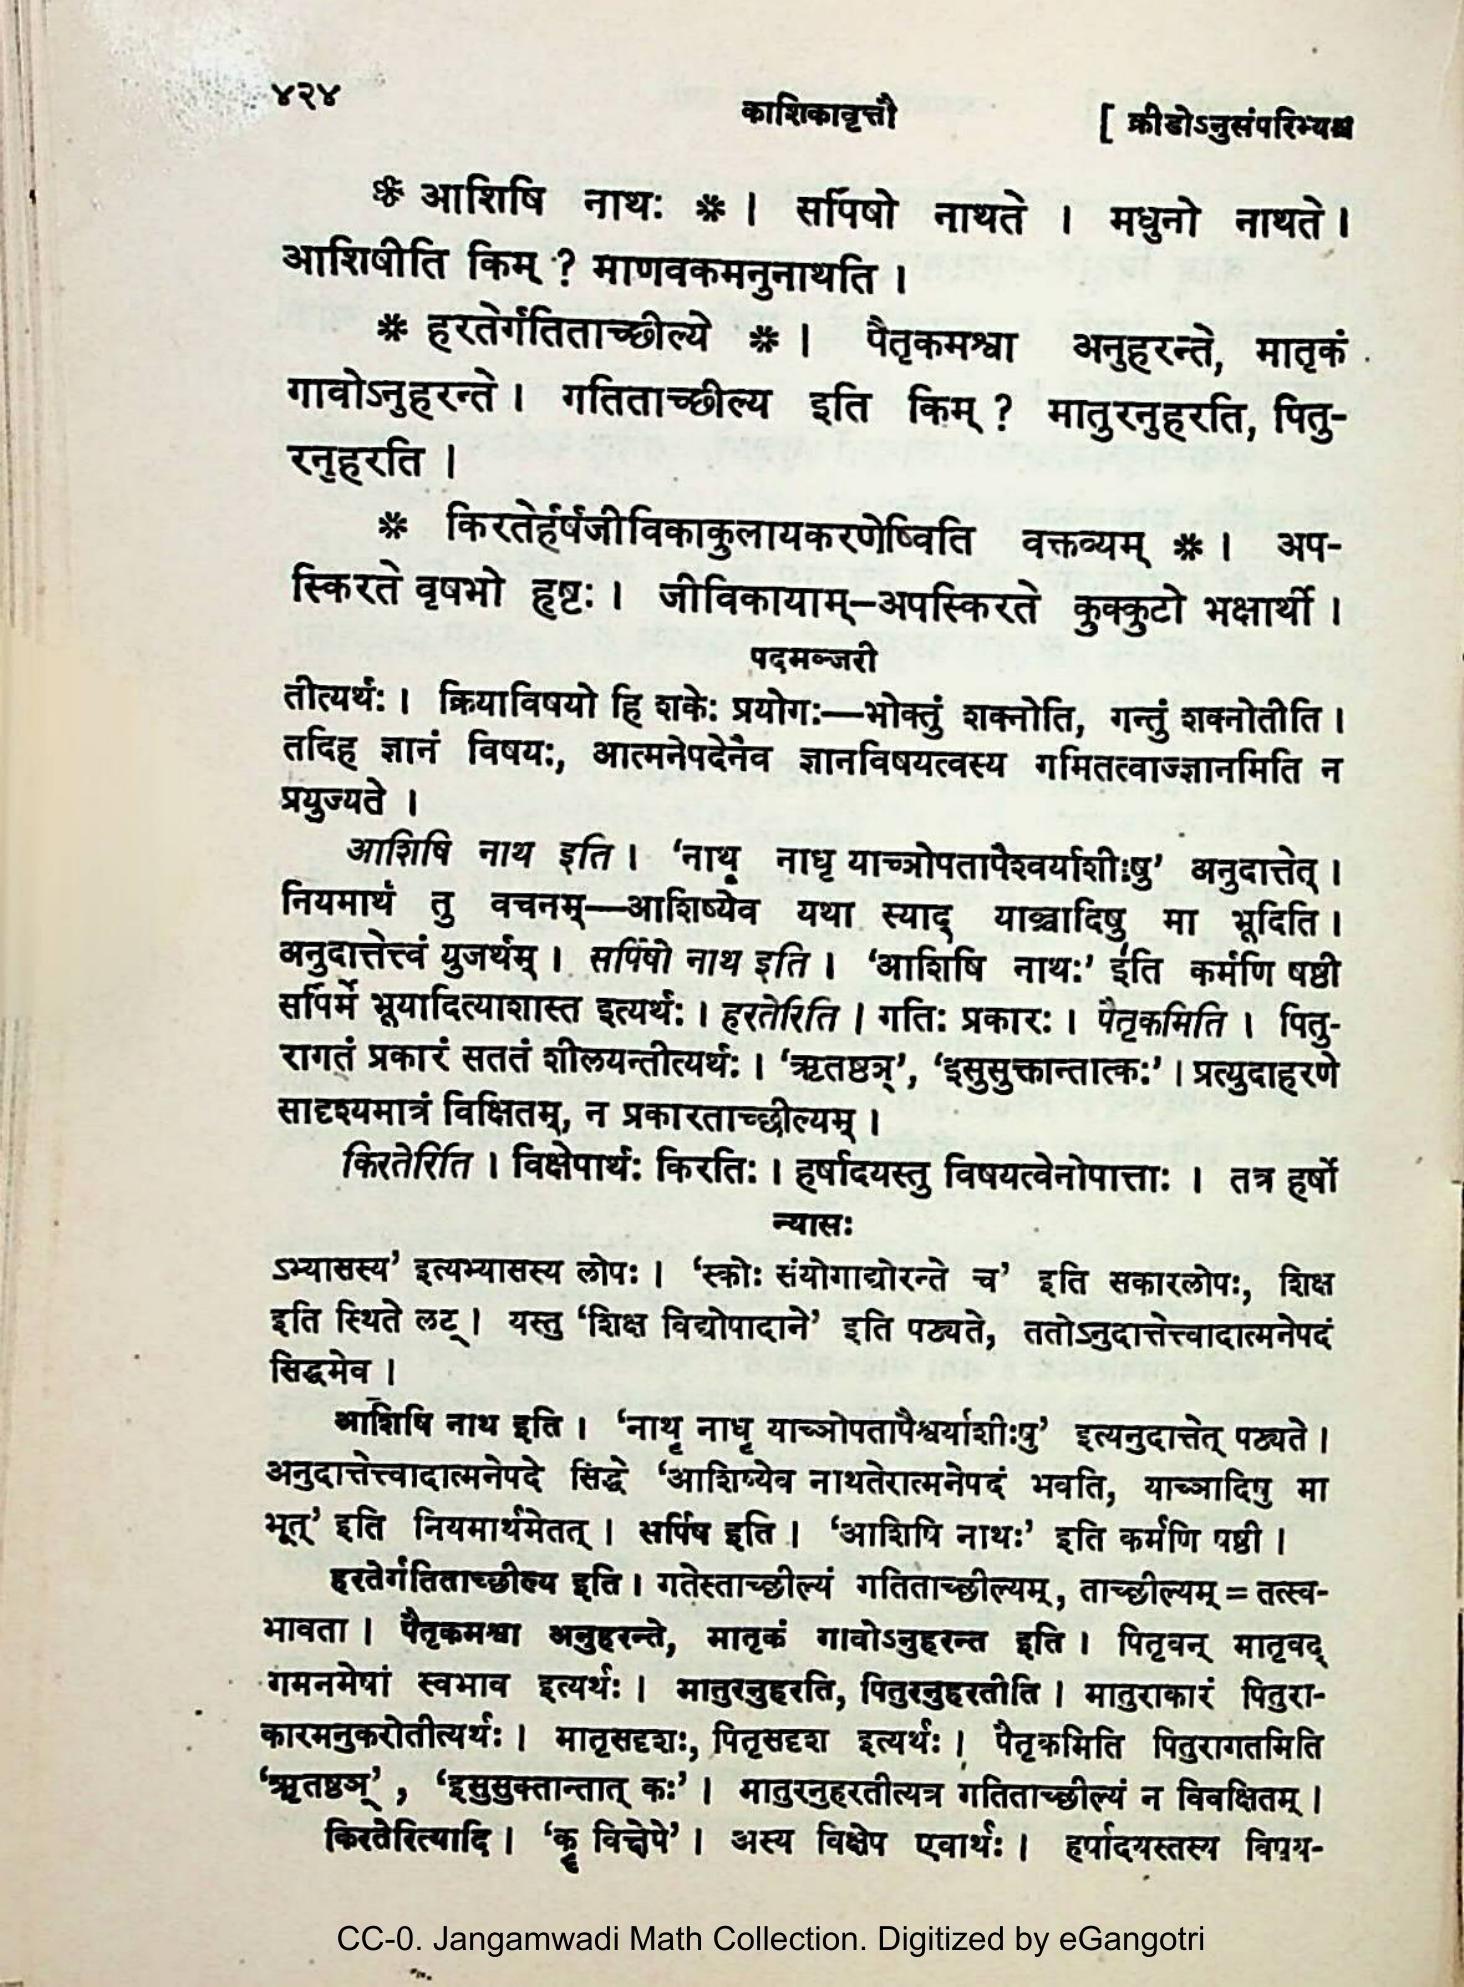 ४२४ काशिकावृत्तौ [ क्रीडोऽनुसंपरिभ्यश्च
❊ आशिषि नाथः ❊ । सर्पिषो नाथते । मधुनो नाथते ।
आशिषीति किम् ? माणवकमनुनाथति ।
❊ हरतेर्गतिताच्छील्ये ❊ । पैतृकमश्वा अनुहरन्ते, मातृकं
गावोऽनुहरन्ते । गतिताच्छील्य इति किम् ? मातुरनुहरति, पितु-
रनुहरति ।
❊ किरतेर्हर्षजीविकाकुलायकरणेष्विति वक्तव्यम् ❊ । अप-
स्किरते वृषभो हृष्टः । जीविकायाम्–अपस्किरते कुक्कुटो भक्षार्थी ।
पदमञ्जरी
तीत्यर्थः । क्रियाविषयो हि शकेः प्रयोगः—भोक्तुं शक्नोति, गन्तुं शक्नोतीति ।
तदिह ज्ञानं विषयः, आत्मनेपदेनैव ज्ञानविषयत्वस्य गमितत्वाज्ज्ञानमिति न
प्रयुज्यते ।
आशिषि नाथ इति । ‘नाथृ नाधृ याच्ञोपतापैश्वर्याशीःषु’ अनुदात्तेत् ।
नियमार्थं तु वचनम्—आशिष्येव यथा स्याद् याच्ञादिषु मा भूदिति ।
अनुदात्तेत्त्वं युजर्थम् । सर्पिषो नाथ इति । ‘आशिषि नाथः’ इति कर्मणि षष्ठी
सर्पिर्मे भूयादित्याशास्त इत्यर्थः । हरतेरिति । गतिः प्रकारः । पैतृकमिति । पितु-
रागतं प्रकारं सततं शीलयन्तीत्यर्थः । ‘ऋतष्ठञ्’, ‘इसुसुक्तान्तात्कः’ । प्रत्युदाहरणे
सादृश्यमात्रं विक्षितम्, न प्रकारताच्छील्यम् ।
किरतेरिति । विक्षेपार्थः किरतिः । हर्षादयस्तु विषयत्वेनोपात्ताः । तत्र हर्षो
न्यासः
ऽभ्यासस्य’ इत्यभ्यासस्य लोपः । ‘स्कोः संयोगाद्योरन्ते च’ इति सकारलोपः, शिक्ष
इति स्थिते लट् । यस्तु ‘शिक्ष विद्योपादाने’ इति पठ्यते, ततोऽनुदात्तेत्त्वादात्मनेपदं
सिद्धमेव ।
आशिषि नाथ इति । ‘नाथृ नाधृ याच्ञोपतापैश्वर्याशीःषु’ इत्यनुदात्तेत् पठ्यते ।
अनुदात्तेत्त्वादात्मनेपदे सिद्धे ‘आशिष्येव नाथतेरात्मनेपदं भवति, याच्ञादिषु मा
भूत्’ इति नियमार्थमेतत् । सर्पिष इति । ‘आशिषि नाथः’ इति कर्मणि षष्ठी ।
हरतेर्गतिताच्छील्य इति । गतेस्ताच्छील्यं गतिताच्छील्यम्, ताच्छील्यम् = तत्स्व-
भावता । पैतृकमश्वा अनुहरन्ते, मातृकं गावोऽनुहरन्त इति । पितृवन् मातृवद्
गमनमेषां स्वभाव इत्यर्थः । मातुरनुहरति, पितुरनुहरतीति । मातुराकारं पितुरा-
कारमनुकरोतीत्यर्थः । मातृसदृशः, पितृसदृश इत्यर्थः । पैतृकमिति पितुरागतमिति
‘ऋतष्ठञ्’, ‘इसुसुक्तान्तात् कः’ । मातुरनुहरतीत्यत्र गतिताच्छील्यं न विवक्षितम् ।
किरतेरित्यादि । ‘कॄ विक्षेपे’ । अस्य विक्षेप एवार्थः । हर्षादयस्तस्य विषय-
CC-0. Jangamwadi Math Collection. Digitized by eGangotri